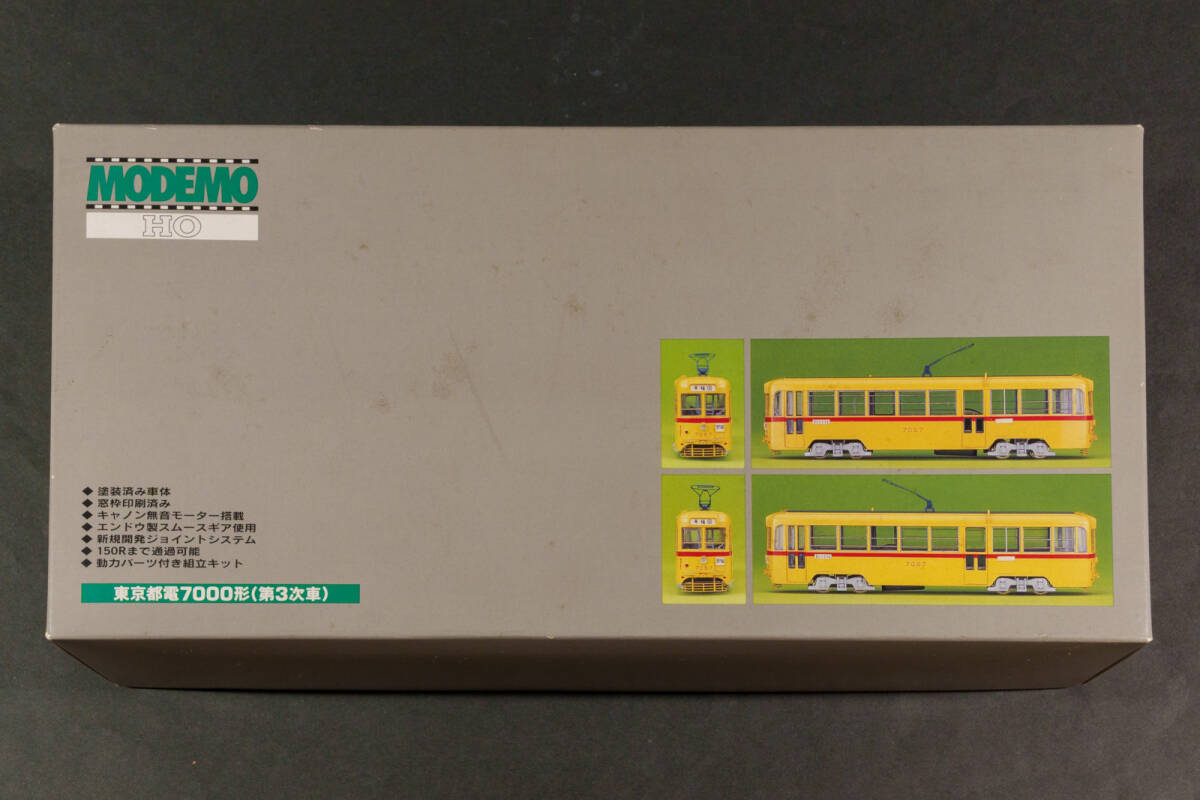 MODEMO
HO
◆ 塗装済み車体
◆ 窓枠印刷済み
◆ キャノン無音モーター搭載
◆ エンドウ製スムースギア使用
◆ 新規開発ジョイントシステム
◆ 150Rまで通過可能
◆ 動力パーツ付き組立キット
東京都電7000形(第3次車)
7057
7057